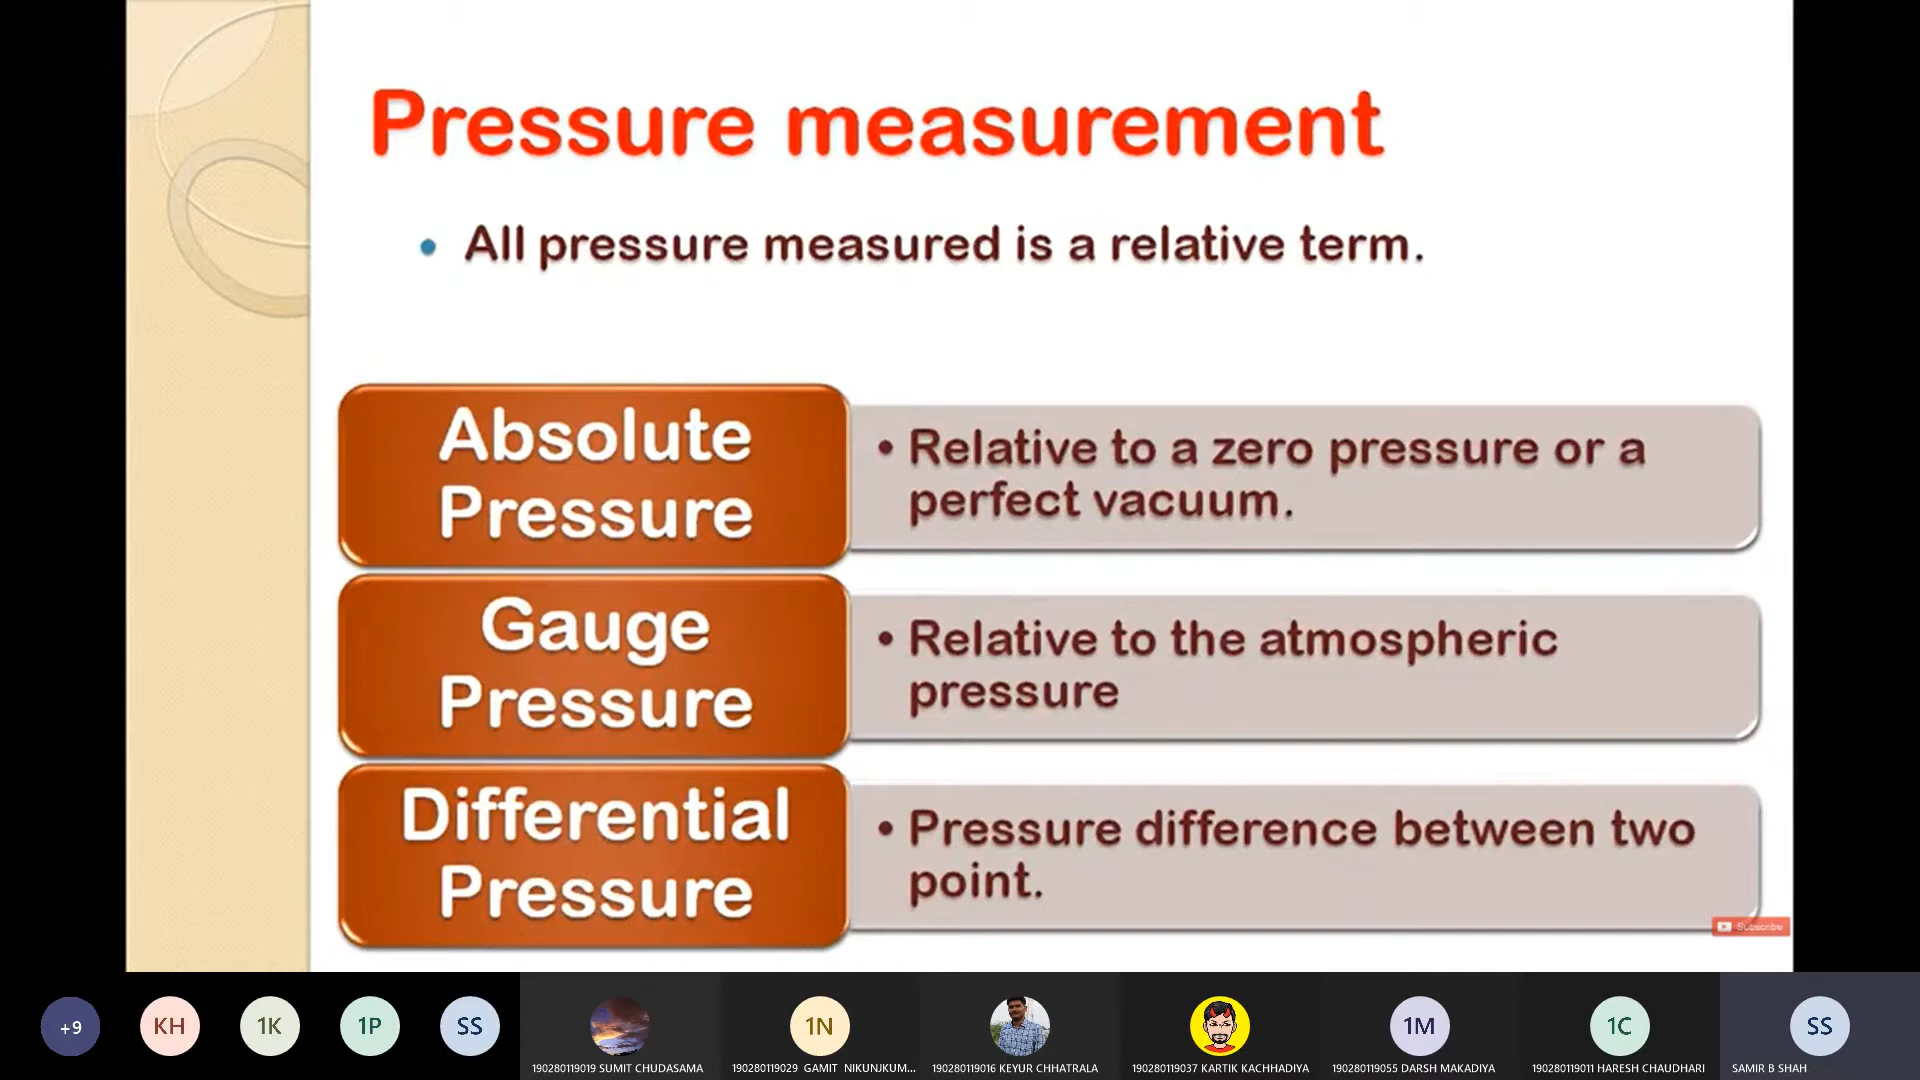 Pressure measurement
• All pressure measured is a relative term.
Absolute
Pressure
• Relative to a zero pressure or a
perfect vacuum.
Gauge
Pressure
• Relative to the atmospheric
pressure
Differential
Pressure
• Pressure difference between two
point.
Subscribe
+9
KH
1K
1P
SS
1N
1M
1C
SS
190280119019 SUMIT CHUDASAMA
190280119029 GAMIT NIKUNJKUM...
190280119016 KEYUR CHHATRALA
190280119037 KARTIK KACHHADIYA
190280119055 DARSH MAKADIYA
190280119011 HARESH CHAUDHARI
SAMIR B SHAH